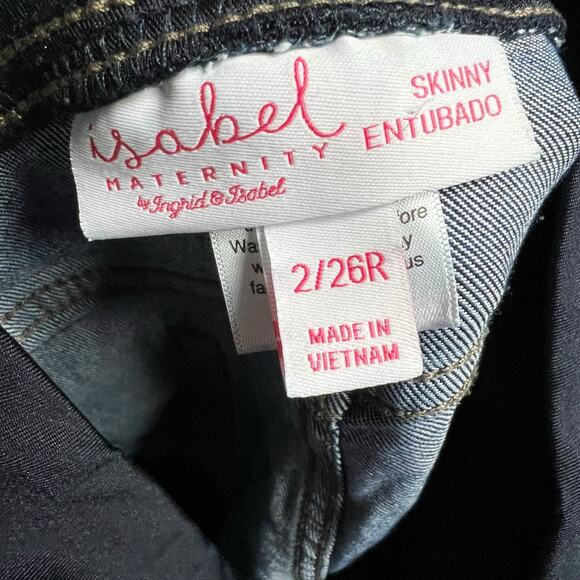 isabel
MATERNITY
by Ingrid & Isabel
SKINNY
ENTUBADO
2/26R
MADE IN
VIETNAM